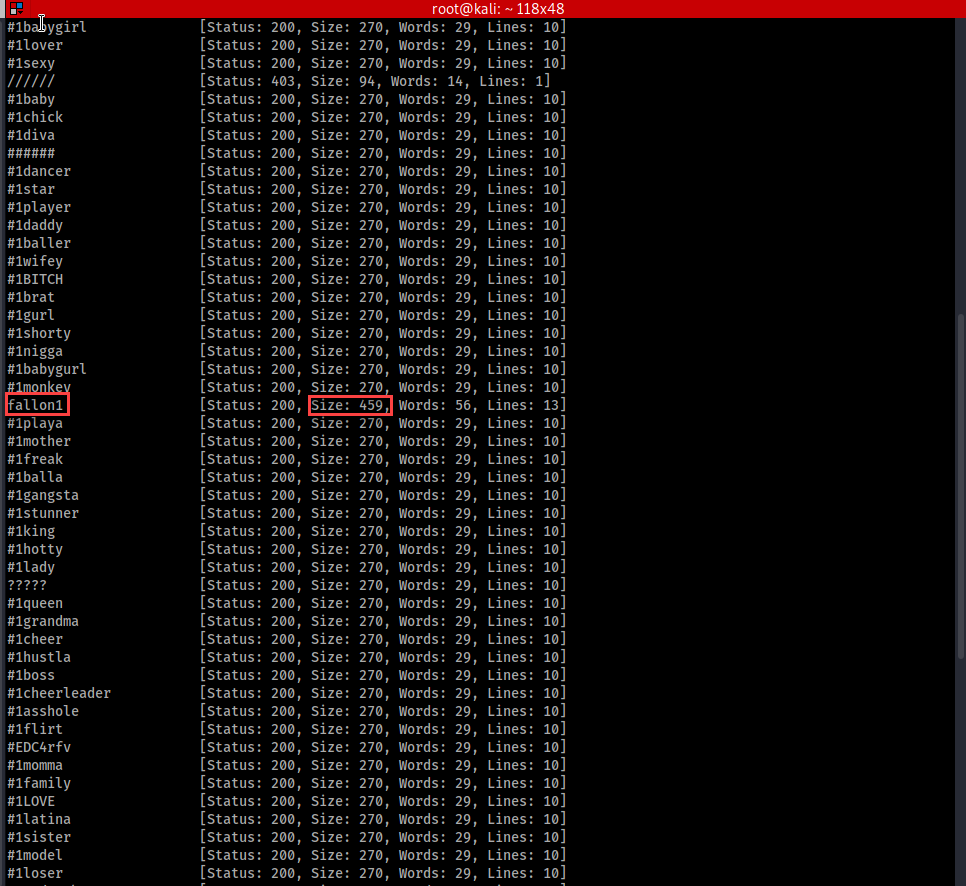 root@kali: ~ 118x48
#1babygirl [Status: 200, Size: 270, Words: 29, Lines: 10]
#1lover [Status: 200, Size: 270, Words: 29, Lines: 10]
#1sexy [Status: 200, Size: 270, Words: 29, Lines: 10]
////// [Status: 403, Size: 94, Words: 14, Lines: 1]
#1baby [Status: 200, Size: 270, Words: 29, Lines: 10]
#1chick [Status: 200, Size: 270, Words: 29, Lines: 10]
#1diva [Status: 200, Size: 270, Words: 29, Lines: 10]
###### [Status: 200, Size: 270, Words: 29, Lines: 10]
#1dancer [Status: 200, Size: 270, Words: 29, Lines: 10]
#1star [Status: 200, Size: 270, Words: 29, Lines: 10]
#1player [Status: 200, Size: 270, Words: 29, Lines: 10]
#1daddy [Status: 200, Size: 270, Words: 29, Lines: 10]
#1baller [Status: 200, Size: 270, Words: 29, Lines: 10]
#1wifey [Status: 200, Size: 270, Words: 29, Lines: 10]
#1BITCH [Status: 200, Size: 270, Words: 29, Lines: 10]
#1brat [Status: 200, Size: 270, Words: 29, Lines: 10]
#1gurl [Status: 200, Size: 270, Words: 29, Lines: 10]
#1shorty [Status: 200, Size: 270, Words: 29, Lines: 10]
#1nigga [Status: 200, Size: 270, Words: 29, Lines: 10]
#1babygurl [Status: 200, Size: 270, Words: 29, Lines: 10]
#1monkey [Status: 200, Size: 270, Words: 29, Lines: 10]
fallon1 [Status: 200, Size: 459, Words: 56, Lines: 13]
#1playa [Status: 200, Size: 270, Words: 29, Lines: 10]
#1mother [Status: 200, Size: 270, Words: 29, Lines: 10]
#1freak [Status: 200, Size: 270, Words: 29, Lines: 10]
#1balla [Status: 200, Size: 270, Words: 29, Lines: 10]
#1gangsta [Status: 200, Size: 270, Words: 29, Lines: 10]
#1stunner [Status: 200, Size: 270, Words: 29, Lines: 10]
#1king [Status: 200, Size: 270, Words: 29, Lines: 10]
#1hotty [Status: 200, Size: 270, Words: 29, Lines: 10]
#1lady [Status: 200, Size: 270, Words: 29, Lines: 10]
????? [Status: 200, Size: 270, Words: 29, Lines: 10]
#1queen [Status: 200, Size: 270, Words: 29, Lines: 10]
#1grandma [Status: 200, Size: 270, Words: 29, Lines: 10]
#1cheer [Status: 200, Size: 270, Words: 29, Lines: 10]
#1hustla [Status: 200, Size: 270, Words: 29, Lines: 10]
#1boss [Status: 200, Size: 270, Words: 29, Lines: 10]
#1cheerleader [Status: 200, Size: 270, Words: 29, Lines: 10]
#1asshole [Status: 200, Size: 270, Words: 29, Lines: 10]
#1flirt [Status: 200, Size: 270, Words: 29, Lines: 10]
#EDC4rfv [Status: 200, Size: 270, Words: 29, Lines: 10]
#1momma [Status: 200, Size: 270, Words: 29, Lines: 10]
#1family [Status: 200, Size: 270, Words: 29, Lines: 10]
#1LOVE [Status: 200, Size: 270, Words: 29, Lines: 10]
#1latina [Status: 200, Size: 270, Words: 29, Lines: 10]
#1sister [Status: 200, Size: 270, Words: 29, Lines: 10]
#1model [Status: 200, Size: 270, Words: 29, Lines: 10]
#1loser [Status: 200, Size: 270, Words: 29, Lines: 10]